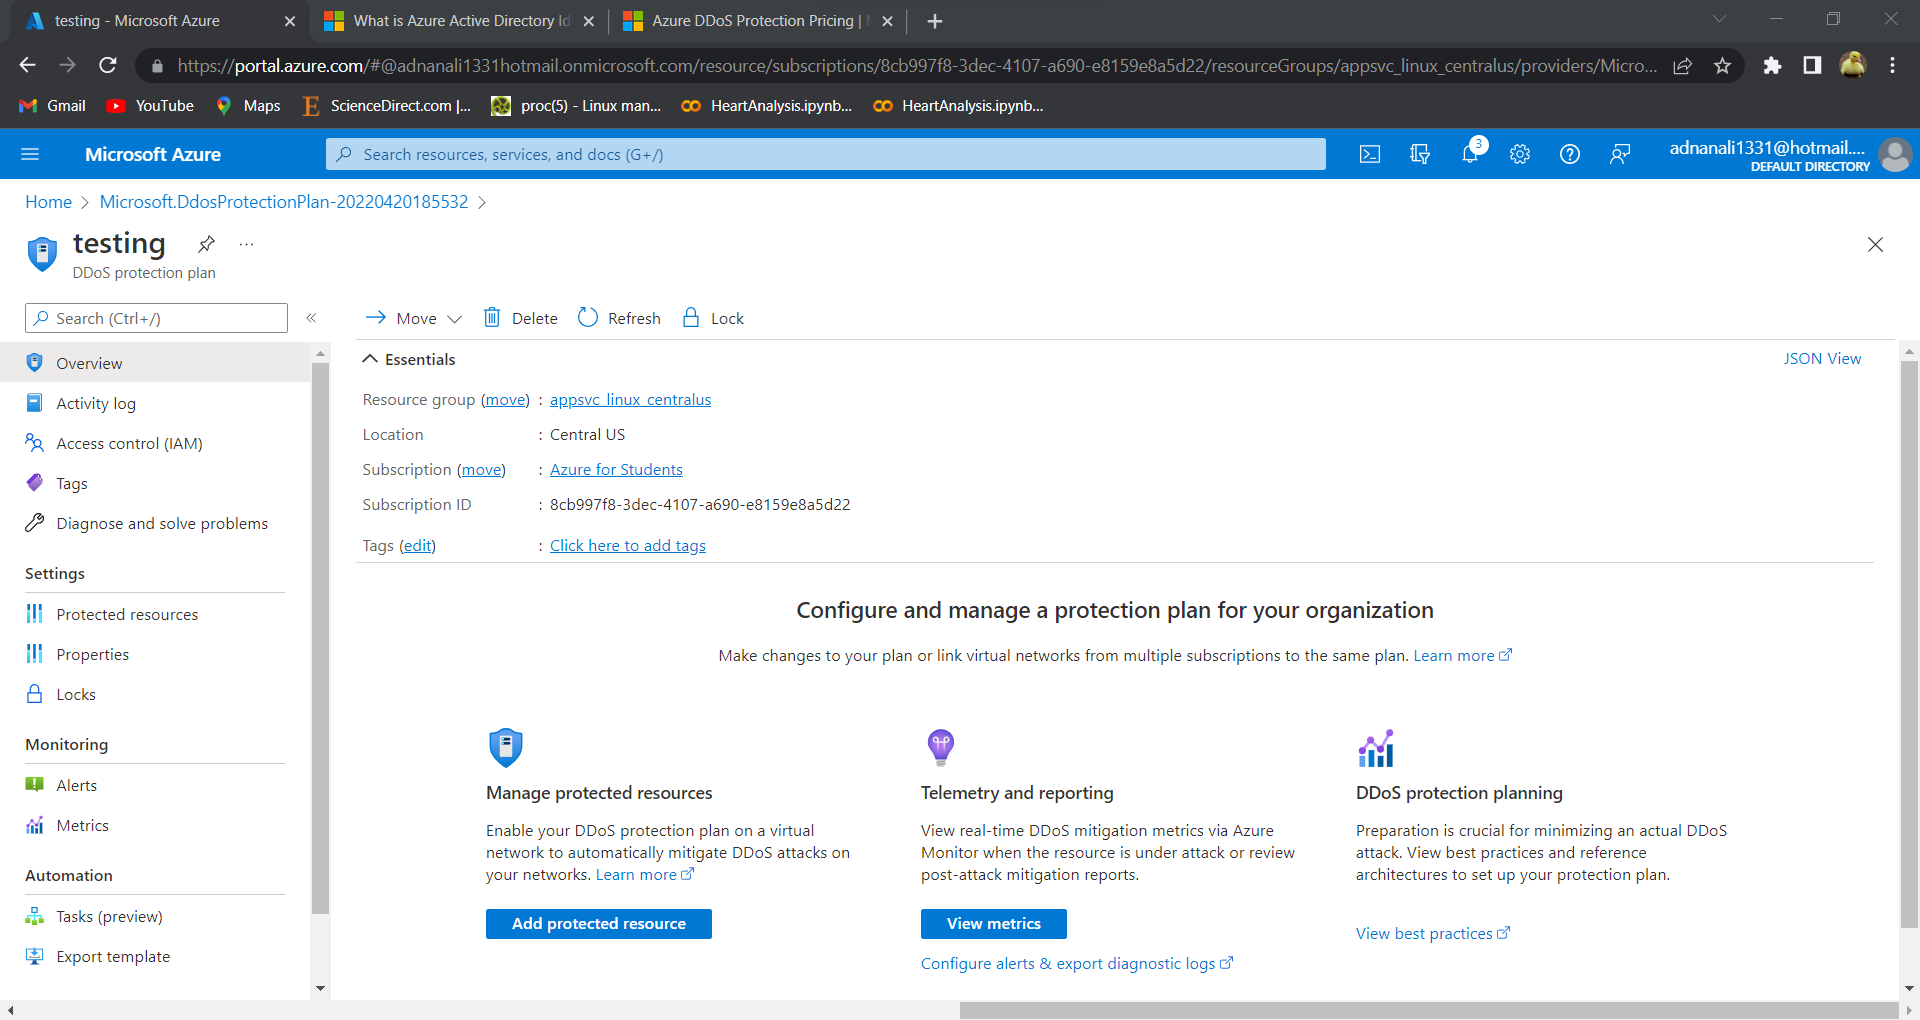 testing - Microsoft Azure
What is Azure Active Directory Id
Azure DDoS Protection Pricing |
https://portal.azure.com/#@adnanali1331hotmail.onmicrosoft.com/resource/subscriptions/8cb997f8-3dec-4107-a690-e8159e8a5d22/resourceGroups/appsvc_linux_centralus/providers/Micro...
Gmail
YouTube
Maps
ScienceDirect.com |...
proc(5) - Linux man...
HeartAnalysis.ipynb...
HeartAnalysis.ipynb...
Microsoft Azure
Search resources, services, and docs (G+/)
3
adnanali1331@hotmail....
DEFAULT DIRECTORY
Home > Microsoft.DdosProtectionPlan-20220420185532 >
testing
...
DDoS protection plan
Search (Ctrl+/)
«
Overview
Activity log
Access control (IAM)
Tags
Diagnose and solve problems
Settings
Protected resources
Properties
Locks
Monitoring
Alerts
Metrics
Automation
Tasks (preview)
Export template
Move
Delete
Refresh
Lock
Essentials
JSON View
Resource group (move) : appsvc_linux_centralus
Location : Central US
Subscription (move) : Azure for Students
Subscription ID : 8cb997f8-3dec-4107-a690-e8159e8a5d22
Tags (edit) : Click here to add tags
Configure and manage a protection plan for your organization
Make changes to your plan or link virtual networks from multiple subscriptions to the same plan. Learn more
Manage protected resources
Enable your DDoS protection plan on a virtual
network to automatically mitigate DDoS attacks on
your networks. Learn more
Add protected resource
Telemetry and reporting
View real-time DDoS mitigation metrics via Azure
Monitor when the resource is under attack or review
post-attack mitigation reports.
View metrics
Configure alerts & export diagnostic logs
DDoS protection planning
Preparation is crucial for minimizing an actual DDoS
attack. View best practices and reference
architectures to set up your protection plan.
View best practices